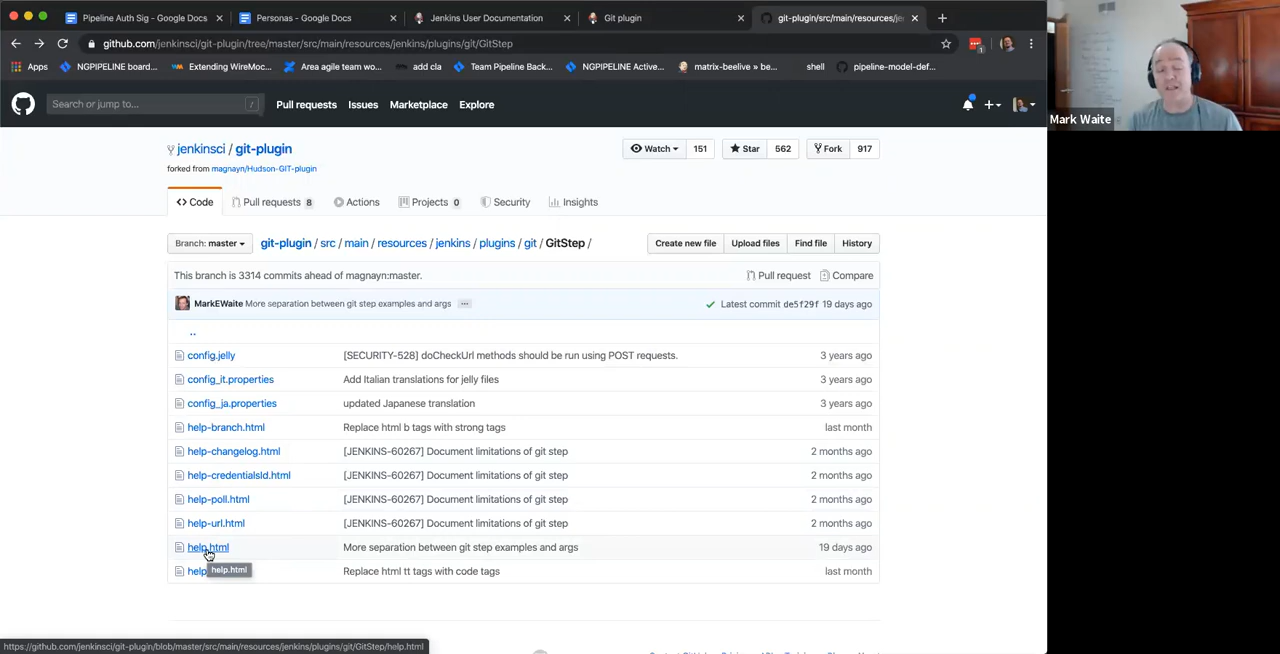 Pipeline Auth Sig - Google Docs
Personas - Google Docs
Jenkins User Documentation
Git plugin
git-plugin/src/main/resources/je
github.com/jenkinsci/git-plugin/tree/master/src/main/resources/jenkins/plugins/git/GitStep
Apps
NGPIPELINE board...
Extending WireMoc...
Area agile team wo...
add cla
Team Pipeline Back...
NGPIPELINE Active...
matrix-beelive » be...
shell
pipeline-model-def...
Search or jump to...
/
Pull requests
Issues
Marketplace
Explore
Mark Waite
jenkinsci / git-plugin
forked from magnayn/Hudson-GIT-plugin
Watch
151
Star
562
Fork
917
Code
Pull requests 8
Actions
Projects 0
Security
Insights
Branch: master
git-plugin / src / main / resources / jenkins / plugins / git / GitStep /
Create new file
Upload files
Find file
History
This branch is 3314 commits ahead of magnayn:master.
Pull request
Compare
MarkEWaite More separation between git step examples and args ...
Latest commit de5f29f 19 days ago
..
config.jelly [SECURITY-528] doCheckUrl methods should be run using POST requests. 3 years ago
config_it.properties Add Italian translations for jelly files 3 years ago
config_ja.properties updated Japanese translation 3 years ago
help-branch.html Replace html b tags with strong tags last month
help-changelog.html [JENKINS-60267] Document limitations of git step 2 months ago
help-credentialsId.html [JENKINS-60267] Document limitations of git step 2 months ago
help-poll.html [JENKINS-60267] Document limitations of git step 2 months ago
help-url.html [JENKINS-60267] Document limitations of git step 2 months ago
help.html More separation between git step examples and args 19 days ago
help Replace html tt tags with code tags last month
help.html
https://github.com/jenkinsci/git-plugin/blob/master/src/main/resources/jenkins/plugins/git/GitStep/help.html